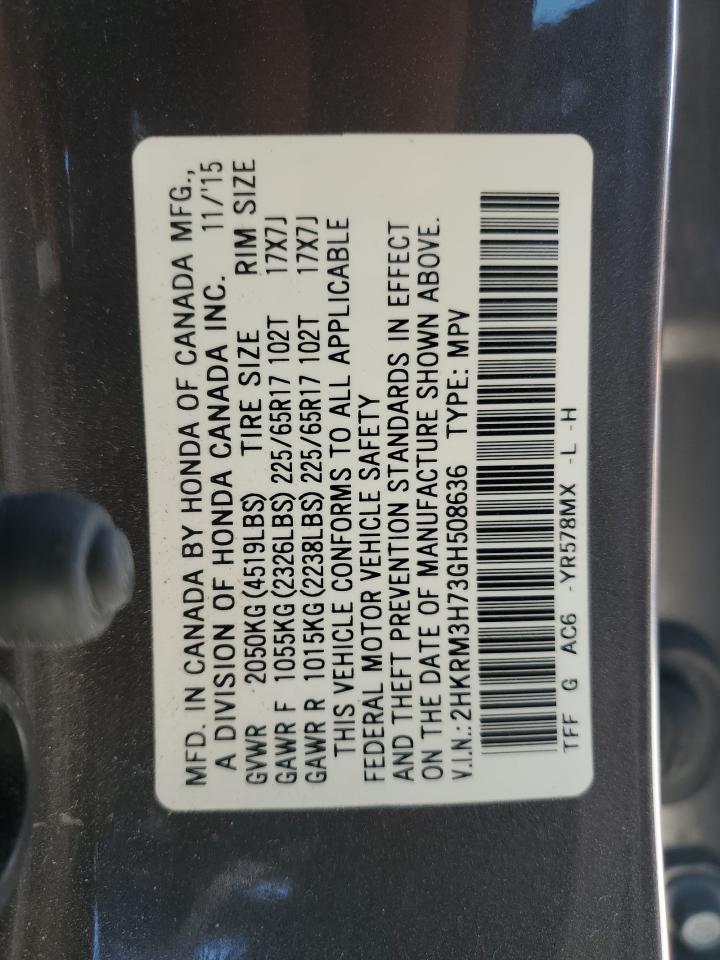 MFD. IN CANADA BY HONDA OF CANADA MFG.,
A DIVISION OF HONDA CANADA INC. 11/'15
GVWR 2050KG(4519LBS) TIRE SIZE RIM SIZE
GAWR F 1055KG(2326LBS) 225/65R17 102T 17X7J
GAWR R 1015KG(2238LBS) 225/65R17 102T 17X7J
THIS VEHICLE CONFORMS TO ALL APPLICABLE
FEDERAL MOTOR VEHICLE SAFETY
AND THEFT PREVENTION STANDARDS IN EFFECT
ON THE DATE OF MANUFACTURE SHOWN ABOVE.
V.I.N.:2HKRM3H73GH508636 TYPE: MPV
TFF G AC6 -YR578MX -L -H